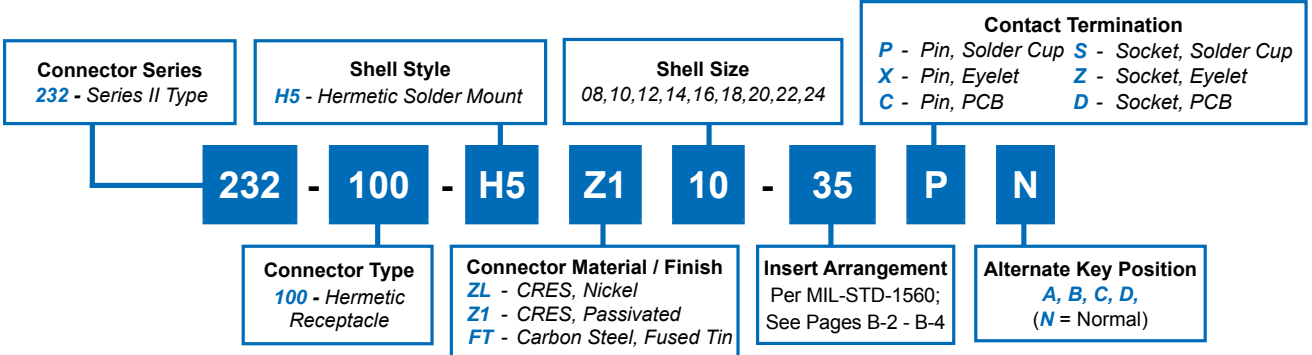 Contact Termination
P - Pin, Solder Cup S - Socket, Solder Cup
X - Pin, Eyelet Z - Socket, Eyelet
C - Pin, PCB D - Socket, PCB
Connector Series
232 - Series II Type
Shell Style
H5 - Hermetic Solder Mount
Shell Size
08,10,12,14,16,18,20,22,24
232 - 100 - H5 Z1 10 - 35 P N
Connector Type
100 - Hermetic
Receptacle
Connector Material / Finish
ZL - CRES, Nickel
Z1 - CRES, Passivated
FT - Carbon Steel, Fused Tin
Insert Arrangement
Per MIL-STD-1560;
See Pages B-2 - B-4
Alternate Key Position
A, B, C, D,
(N = Normal)